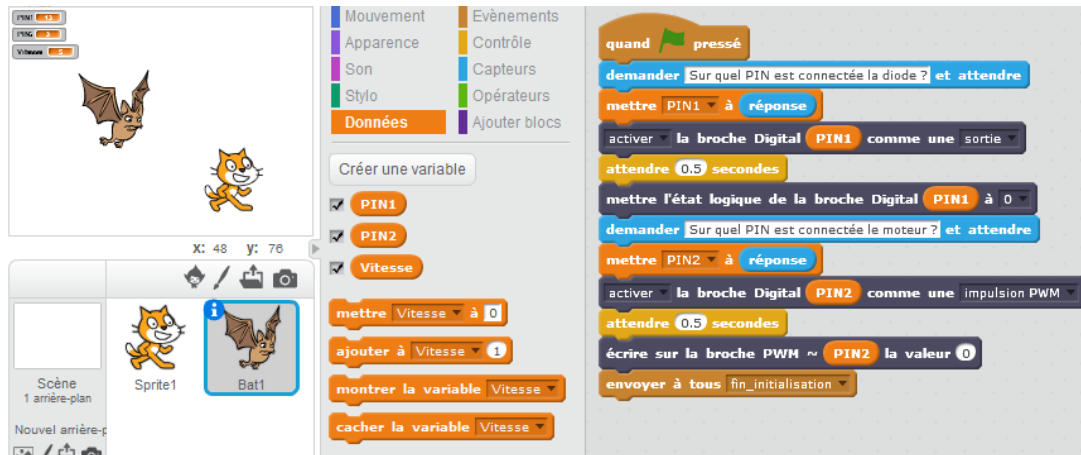 PIN1 13
PIN2 3
Vitesse 5
x: 48 y: 76
Scène
1 arrière-plan
Nouvel arrière-p
Sprite1
Bat1
Mouvement
Apparence
Son
Stylo
Données
Evènements
Contrôle
Capteurs
Opérateurs
Ajouter blocs
Créer une variable
PIN1
PIN2
Vitesse
mettre Vitesse à 0
ajouter à Vitesse 1
montrer la variable Vitesse
cacher la variable Vitesse
quand pressé
demander Sur quel PIN est connectée la diode ? et attendre
mettre PIN1 à réponse
activer la broche Digital PIN1 comme une sortie
attendre 0.5 secondes
mettre l'état logique de la broche Digital PIN1 à 0
demander Sur quel PIN est connectée le moteur ? et attendre
mettre PIN2 à réponse
activer la broche Digital PIN2 comme une impulsion PWM
attendre 0.5 secondes
écrire sur la broche PWM ~ PIN2 la valeur 0
envoyer à tous fin_initialisation